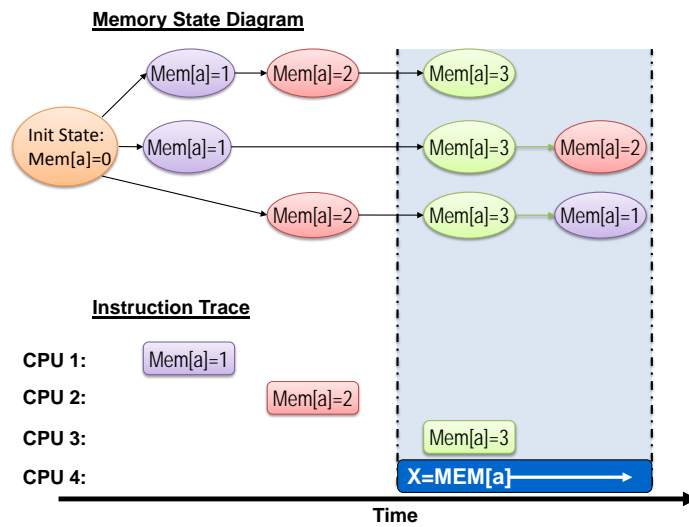 Memory State Diagram
Mem[a]=1
Mem[a]=2
Mem[a]=3
Init State:
Mem[a]=0
Mem[a]=1
Mem[a]=3
Mem[a]=2
Mem[a]=2
Mem[a]=3
Mem[a]=1
Instruction Trace
CPU 1:
Mem[a]=1
CPU 2:
Mem[a]=2
CPU 3:
Mem[a]=3
CPU 4:
X=MEM[a]
Time